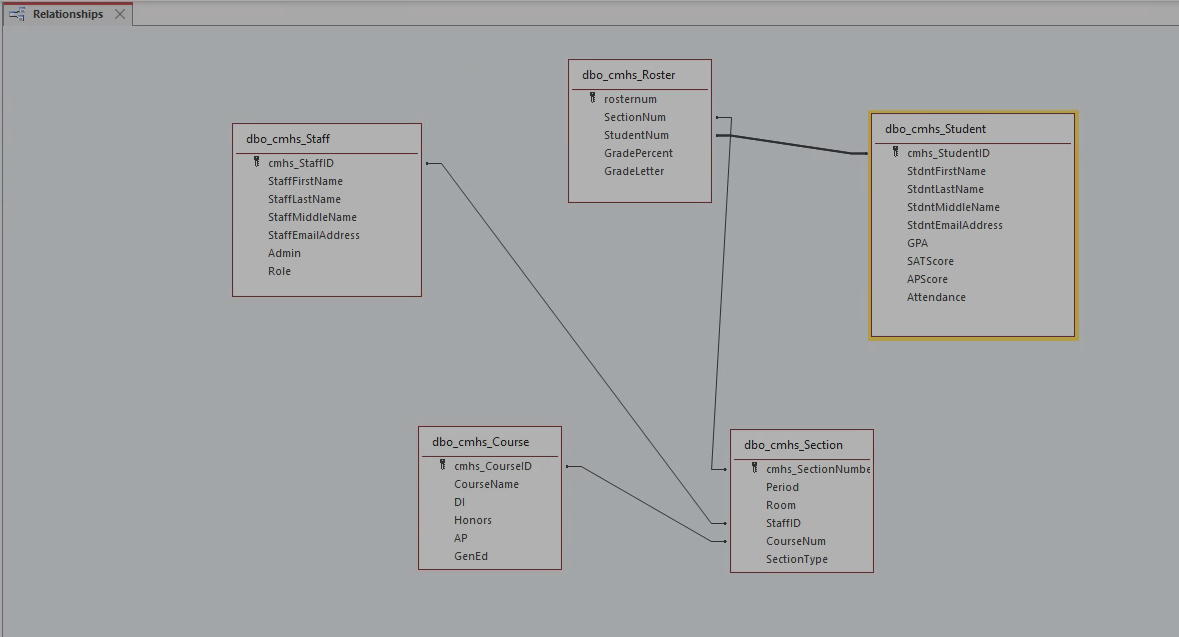 Relationships
dbo_cmhs_Roster
rosternum
SectionNum
StudentNum
GradePercent
GradeLetter
dbo_cmhs_Student
cmhs_StudentID
StdntFirstName
StdntLastName
StdntMiddleName
StdntEmailAddress
GPA
SATScore
APScore
Attendance
dbo_cmhs_Staff
cmhs_StaffID
StaffFirstName
StaffLastName
StaffMiddleName
StaffEmailAddress
Admin
Role
dbo_cmhs_Course
cmhs_CourseID
CourseName
DI
Honors
AP
GenEd
dbo_cmhs_Section
cmhs_SectionNumbe
Period
Room
StaffID
CourseNum
SectionType